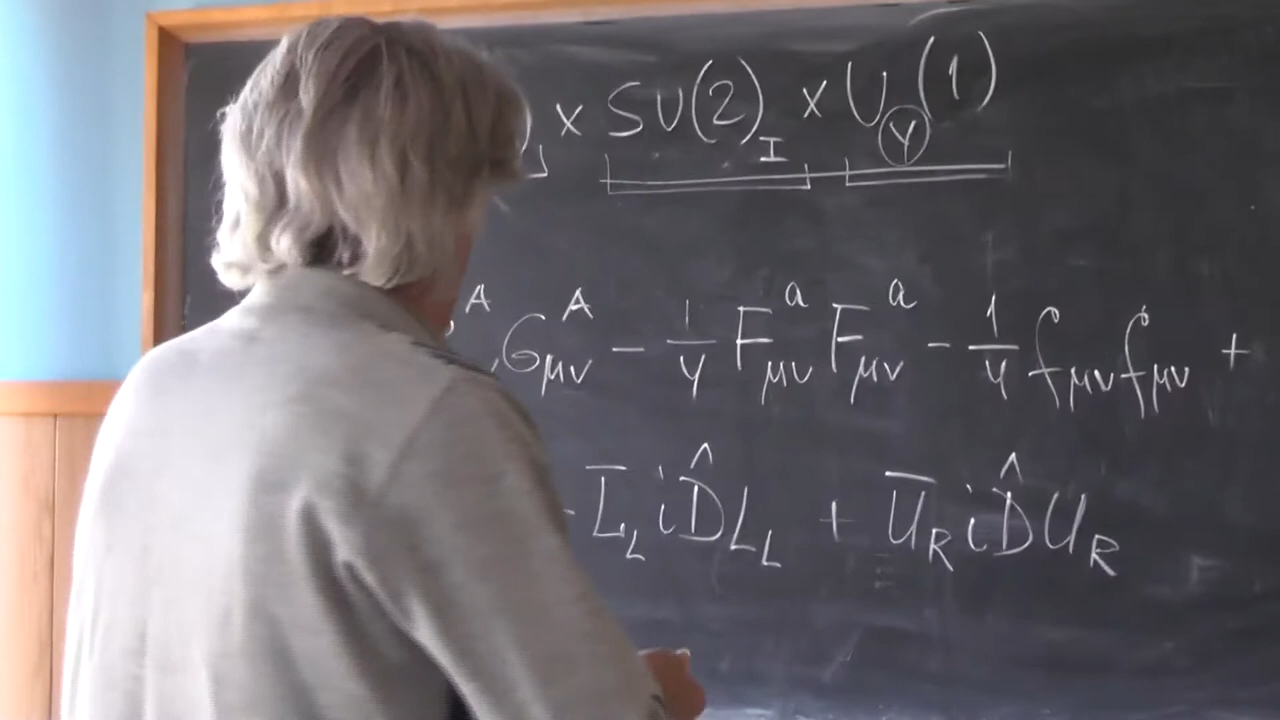 × SU(2)_I × U_Y(1)
^A G^A_μν − 1/4 F^a_μν F^a_μν − 1/4 f_μν f_μν +
L̄_L i D̂ L_L + Ū_R i D̂ U_R